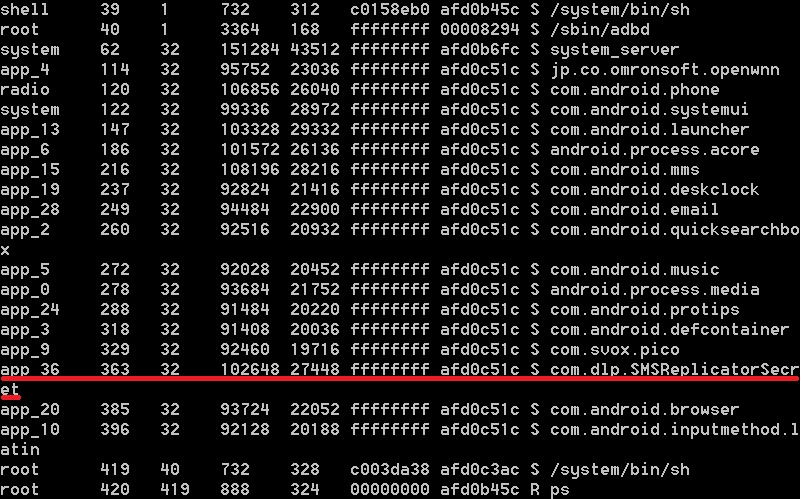 shell     39    1     732    312   c0158eb0 afd0b45c S /system/bin/sh
root      40    1     3364   168   ffffffff 00008294 S /sbin/adbd
system    62    32    151284 43512 ffffffff afd0b6fc S system_server
app_4     114   32    95752  23036 ffffffff afd0c51c S jp.co.omronsoft.openwnn
radio     120   32    106856 26040 ffffffff afd0c51c S com.android.phone
system    122   32    99336  28972 ffffffff afd0c51c S com.android.systemui
app_13    147   32    103328 29332 ffffffff afd0c51c S com.android.launcher
app_6     186   32    101572 26136 ffffffff afd0c51c S android.process.acore
app_15    216   32    108196 28216 ffffffff afd0c51c S com.android.mms
app_19    237   32    92824  21416 ffffffff afd0c51c S com.android.deskclock
app_28    249   32    94484  22900 ffffffff afd0c51c S com.android.email
app_2     260   32    92516  20932 ffffffff afd0c51c S com.android.quicksearchbo
x
app_5     272   32    92028  20452 ffffffff afd0c51c S com.android.music
app_0     278   32    93684  21752 ffffffff afd0c51c S android.process.media
app_24    288   32    91484  20220 ffffffff afd0c51c S com.android.protips
app_3     318   32    91408  20036 ffffffff afd0c51c S com.android.defcontainer
app_9     329   32    92460  19716 ffffffff afd0c51c S com.svox.pico
app_36    363   32    102648 27448 ffffffff afd0c51c S com.dlp.SMSReplicatorSecr
et
app_20    385   32    93724  22052 ffffffff afd0c51c S com.android.browser
app_10    396   32    92128  20188 ffffffff afd0c51c S com.android.inputmethod.l
atin
root      419   40    732    328   c003da38 afd0c3ac S /system/bin/sh
root      420   419   888    324   00000000 afd0b45c R ps